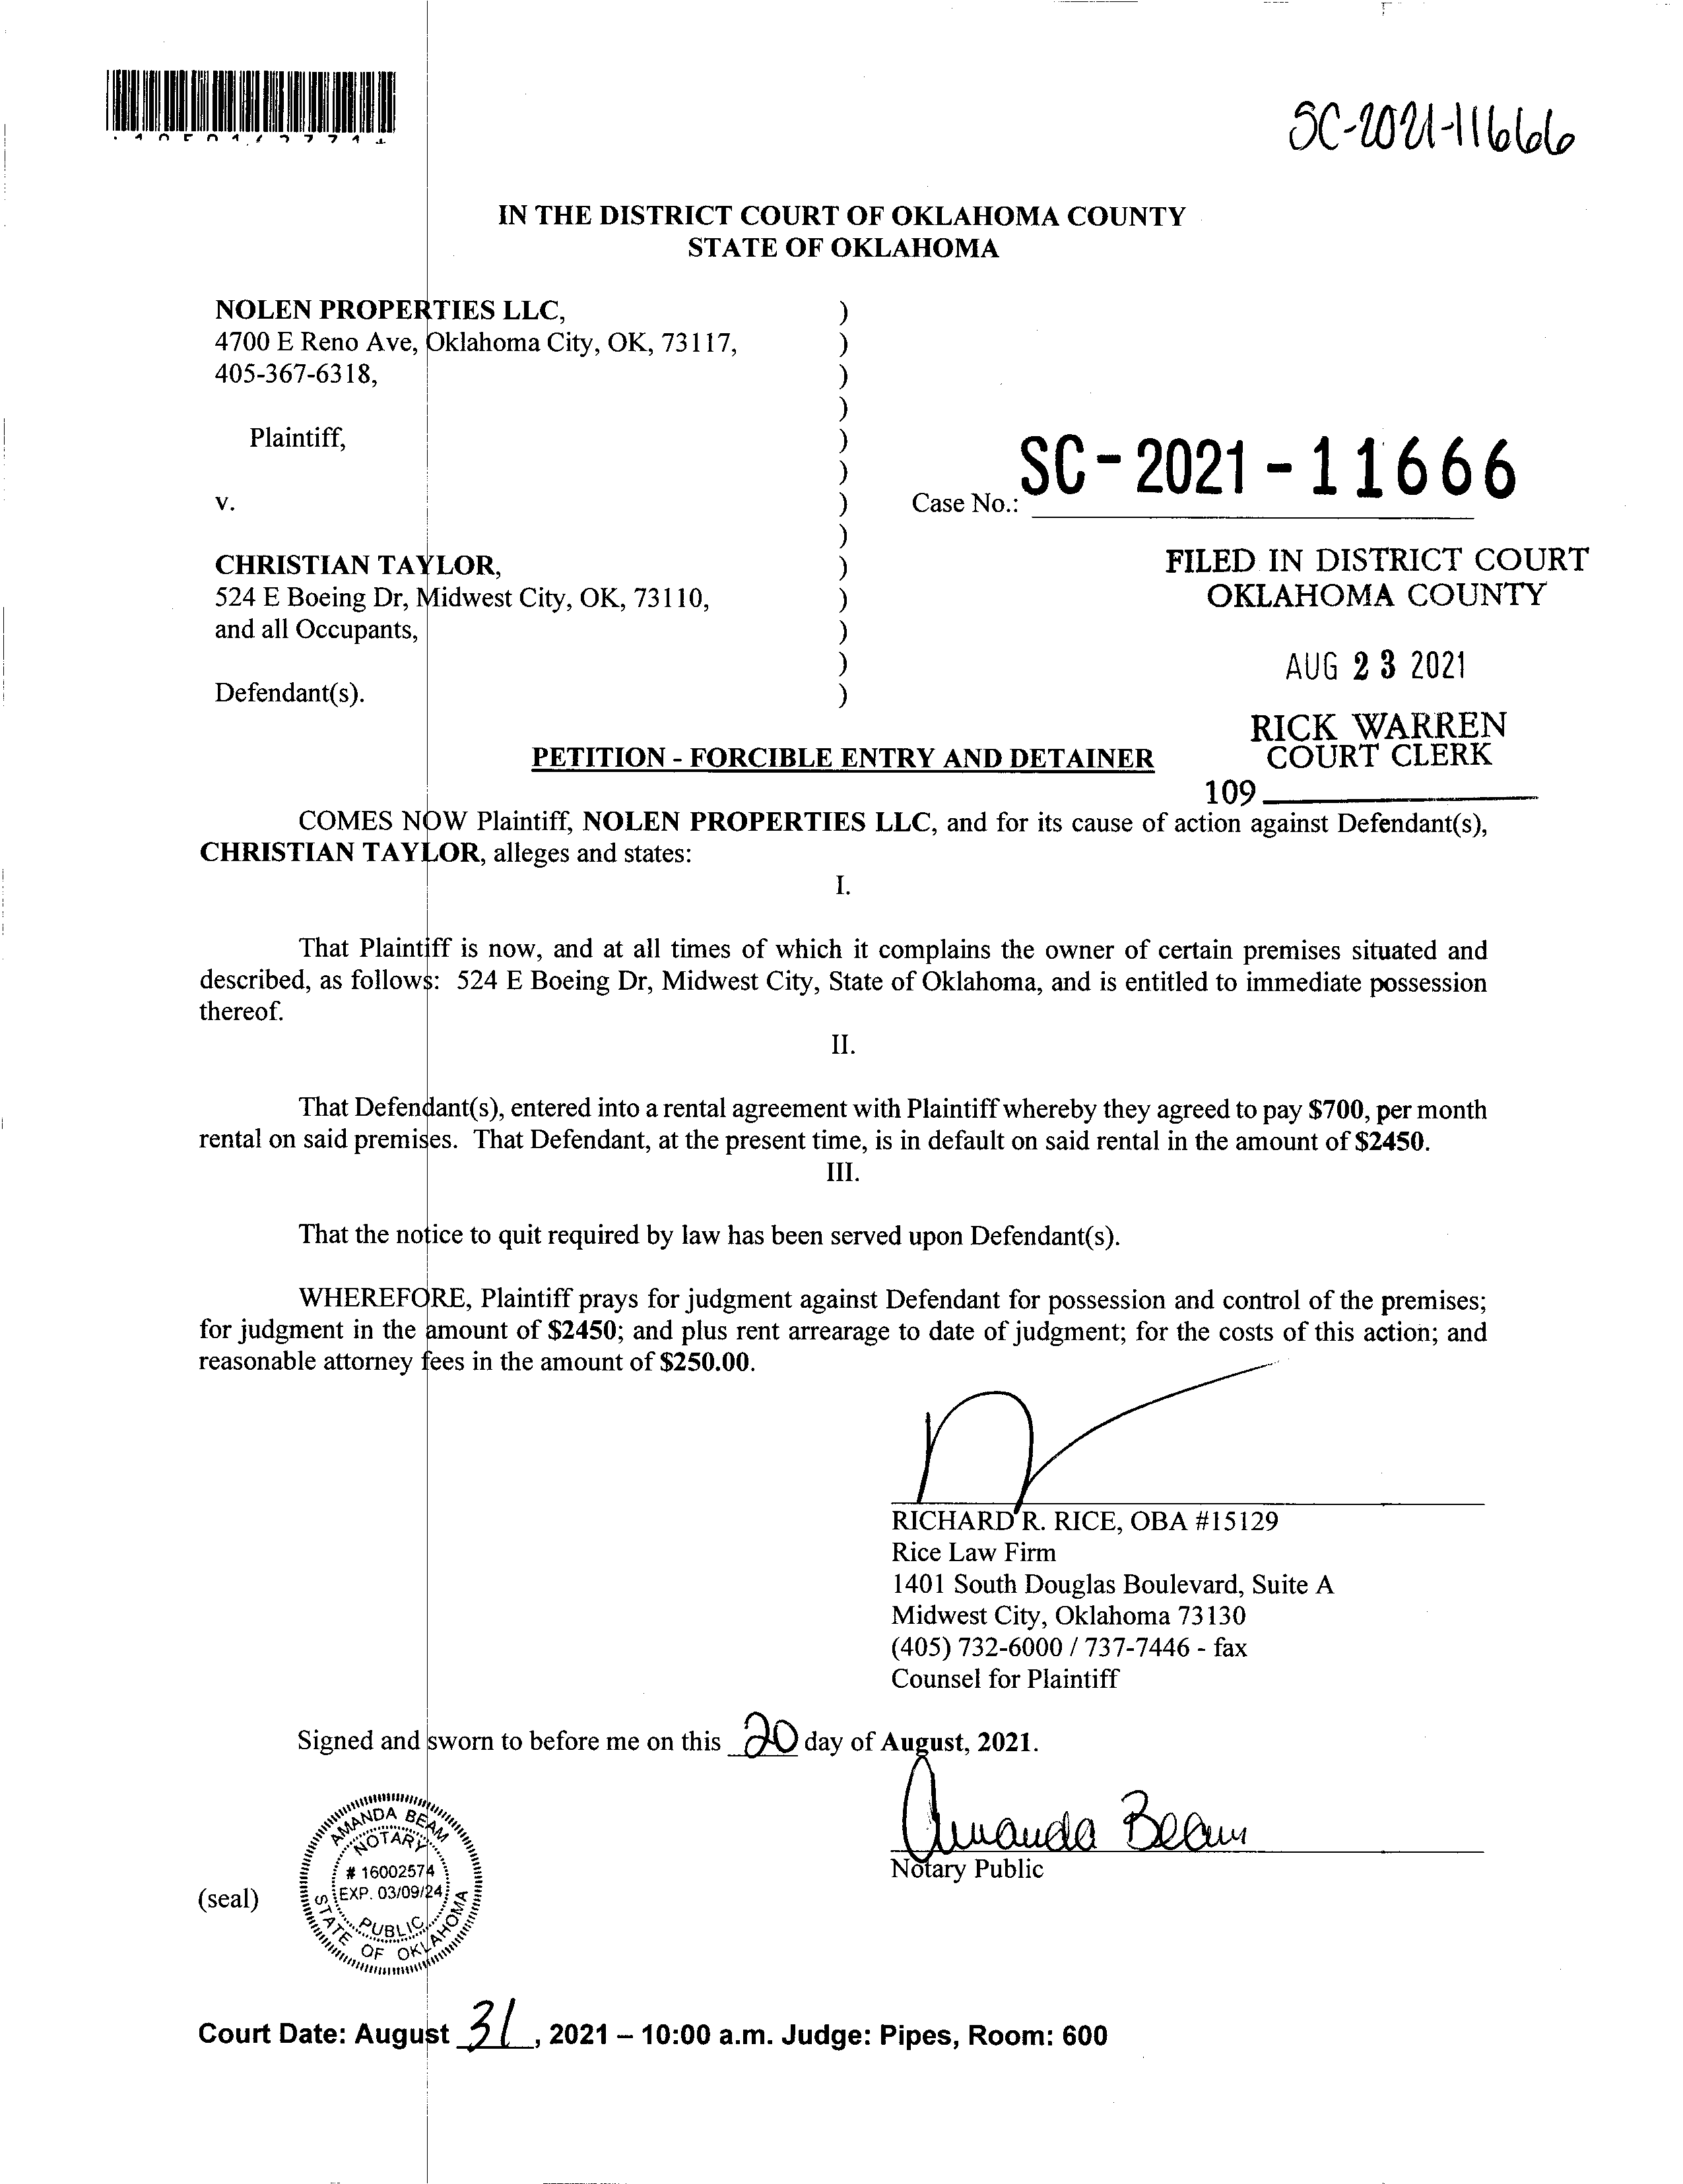 SC-2021-11666
IN THE DISTRICT COURT OF OKLAHOMA COUNTY
STATE OF OKLAHOMA
NOLEN PROPERTIES LLC, )
4700 E Reno Ave, Oklahoma City, OK, 73117, )
405-367-6318, )
)
Plaintiff, )
)
v. )
)
CHRISTIAN TAYLOR, )
524 E Boeing Dr, Midwest City, OK, 73110, )
and all Occupants, )
)
Defendant(s). )
Case No.: SC-2021-11666
FILED IN DISTRICT COURT
OKLAHOMA COUNTY
AUG 23 2021
RICK WARREN
COURT CLERK
109
PETITION - FORCIBLE ENTRY AND DETAINER
COMES NOW Plaintiff, NOLEN PROPERTIES LLC, and for its cause of action against Defendant(s),
CHRISTIAN TAYLOR, alleges and states:
I.
That Plaintiff is now, and at all times of which it complains the owner of certain premises situated and
described, as follows: 524 E Boeing Dr, Midwest City, State of Oklahoma, and is entitled to immediate possession
thereof.
II.
That Defendant(s), entered into a rental agreement with Plaintiff whereby they agreed to pay $700, per month
rental on said premises. That Defendant, at the present time, is in default on said rental in the amount of $2450.
III.
That the notice to quit required by law has been served upon Defendant(s).
WHEREFORE, Plaintiff prays for judgment against Defendant for possession and control of the premises;
for judgment in the amount of $2450; and plus rent arrearage to date of judgment; for the costs of this action; and
reasonable attorney fees in the amount of $250.00.
RICHARD R. RICE, OBA #15129
Rice Law Firm
1401 South Douglas Boulevard, Suite A
Midwest City, Oklahoma 73130
(405) 732-6000 / 737-7446 - fax
Counsel for Plaintiff
Signed and sworn to before me on this 20 day of August, 2021.
Amanda Beam
Notary Public
(seal)
AMANDA BEAM
NOTARY
# 16002574
EXP. 03/09/24
PUBLIC
STATE OF OKLAHOMA
Court Date: August 31, 2021 – 10:00 a.m. Judge: Pipes, Room: 600